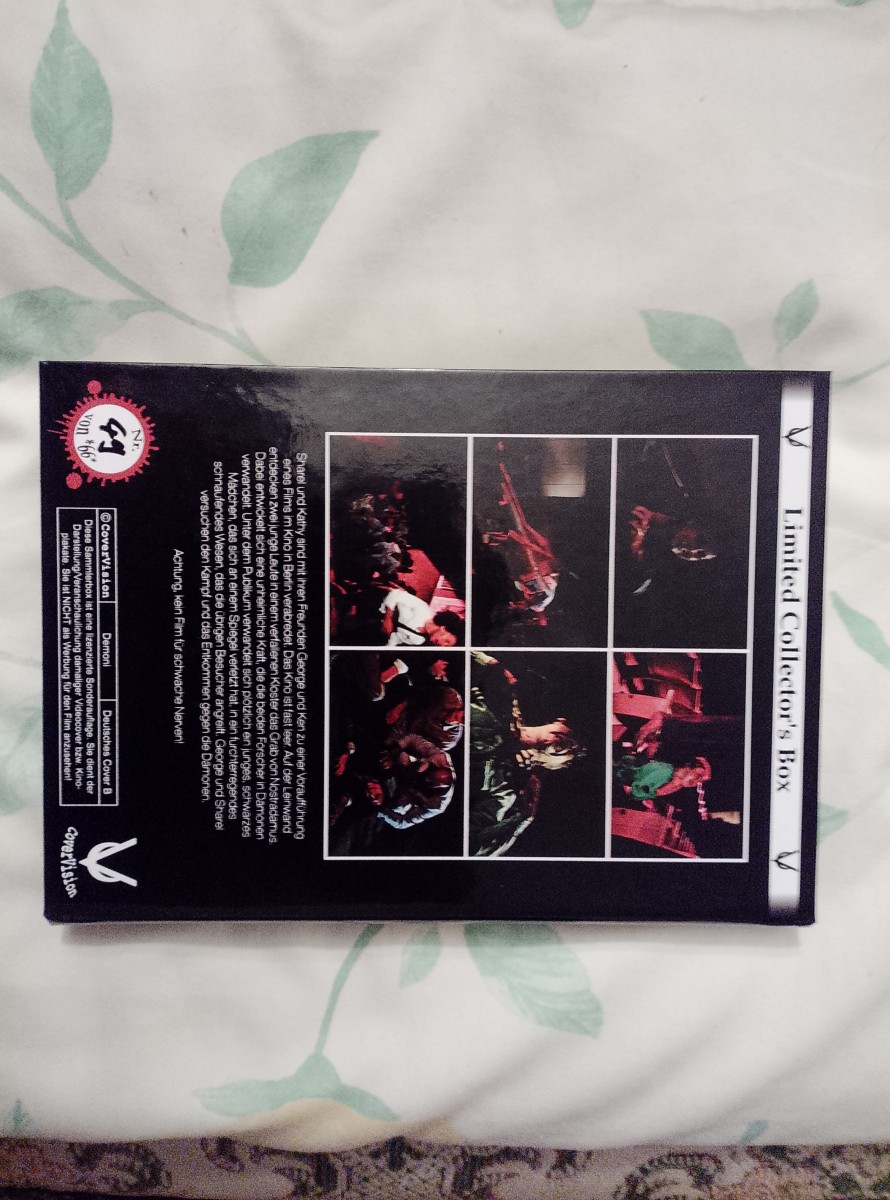 Limited Collector's Box
Sharel und Kathy sind mit ihren Freunden George und Ken zu einer Voraufführung
eines Films im Kino in Berlin verabredet. Das Kino ist fast leer. Auf der Leinwand
entdecken zwei junge Leute in einem verfallenen Kloster das Grab von Nostradamus.
Dabei entwickelt sich eine unheimliche Kraft, die die beiden Forscher in Dämonen
verwandelt. Unter dem Publikum verwandelt sich plötzlich ein junges, schwarzes
Mädchen, das sich an einem Spiegel verletzt hat, in ein furchterregendes
schnaufendes Wesen, das die übrigen Besucher angreift. George und Sharel
versuchen den Kampf und das Entkommen gegen die Dämonen.
Achtung, kein Film für schwache Nerven!
Nr.
49
von *66*
©CoverVision Demoni Deutsches Cover B
Diese Sammlerbox ist eine lizenzierte Sonderauflage. Sie dient der
Darstellung/Veranschaulichung damaliger Videocover bzw. Kino-
plakate. Sie ist NICHT als Werbung für den Film anzusehen!
CoverVision